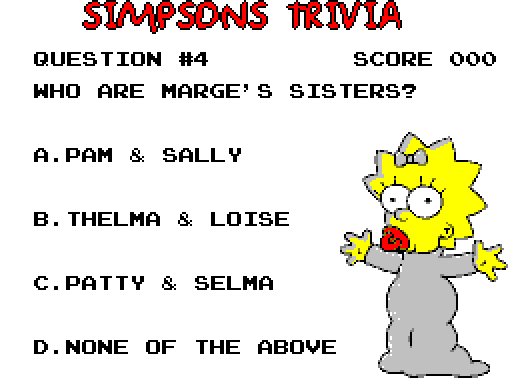 SIMPSONS TRIVIA
QUESTION #4 SCORE 000
WHO ARE MARGE'S SISTERS?
A.PAM & SALLY
B.THELMA & LOISE
C.PATTY & SELMA
D.NONE OF THE ABOVE